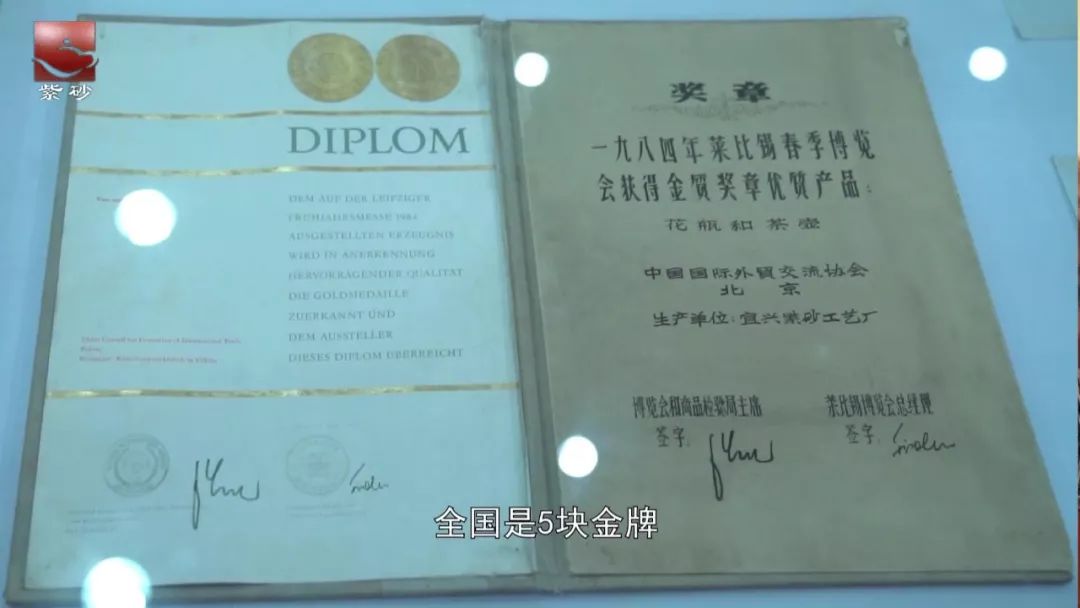 紫砂
DIPLOM
DEM AUF DER LEIPZIGER
FRÜHJAHRSMESSE 1984
AUSGESTELLTEN ERZEUGNIS
WIRD IN ANERKENNUNG
HERVORRAGENDER QUALITÄT
DIE GOLDMEDAILLE
ZUERKANNT UND
DEM AUSSTELLER
DIESES DIPLOM ÜBERREICHT
奖章
一九八四年莱比锡春季博览
会获得金质奖章优质产品:
花瓶和茶壶
中国国际外贸交流协会
北京
生产单位:宜兴紫砂工艺厂
博览会和商品检验局主席
签字:
莱比锡博览会总经理
签字:
全国是5块金牌